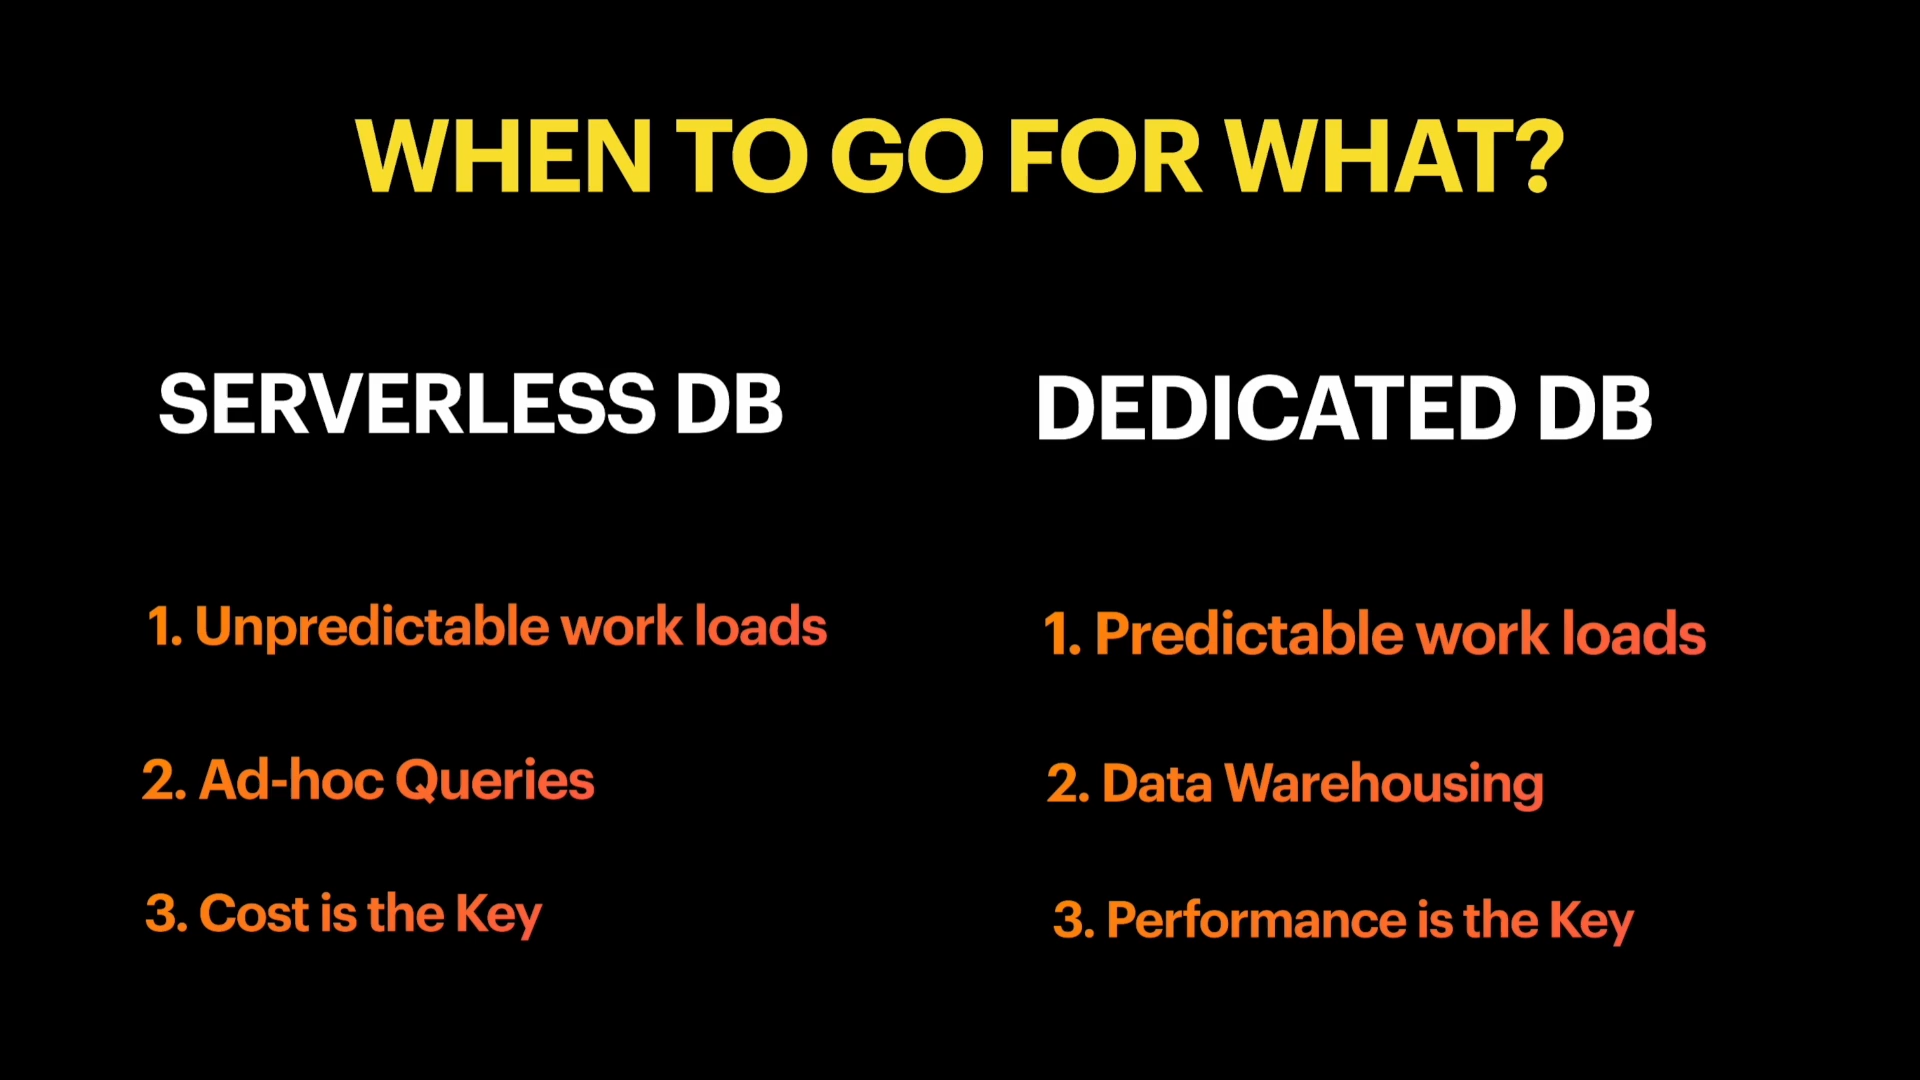 WHEN TO GO FOR WHAT?
SERVERLESS DB
1. Unpredictable work loads
2. Ad-hoc Queries
3. Cost is the Key
DEDICATED DB
1. Predictable work loads
2. Data Warehousing
3. Performance is the Key